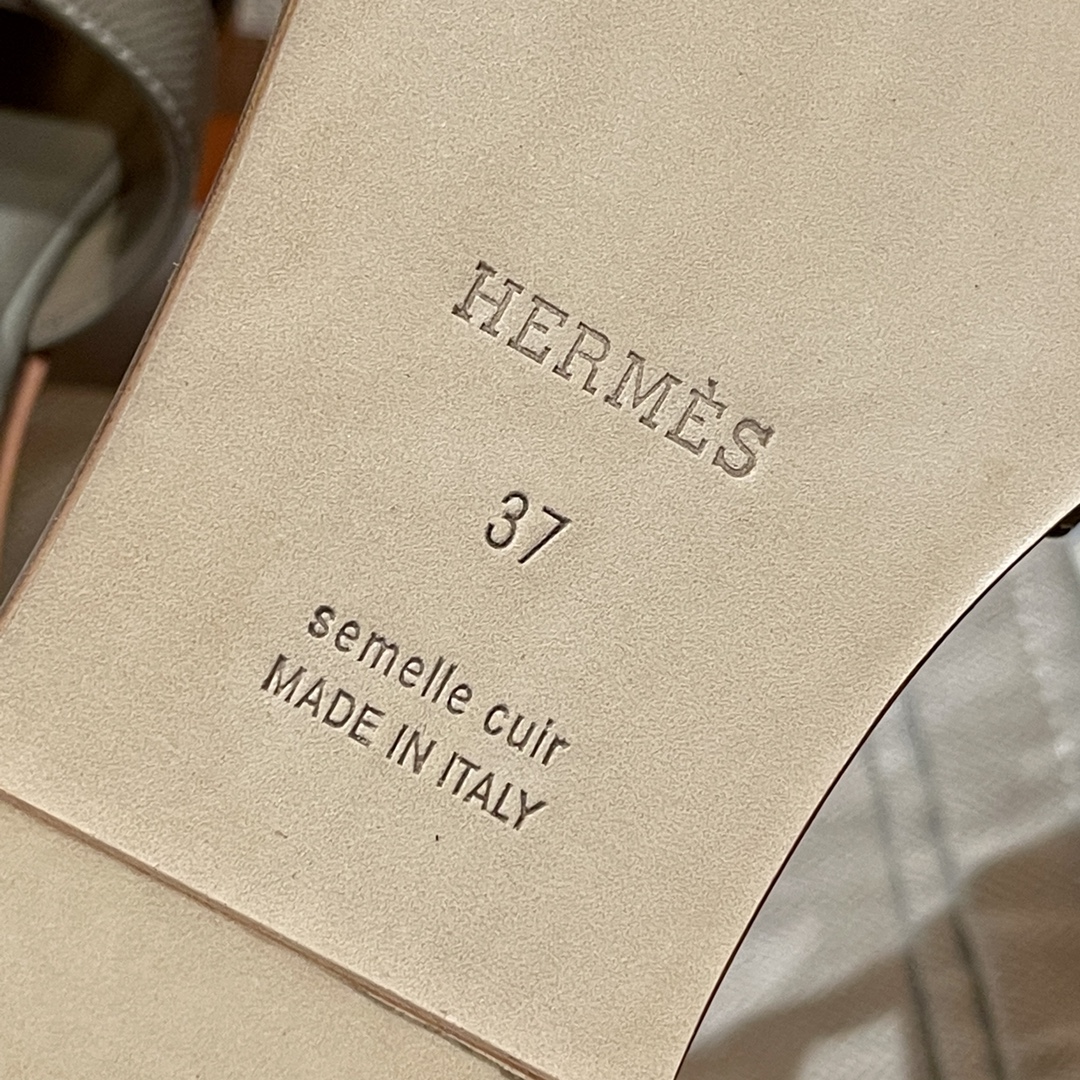 HERMÈS
37
semelle cuir
MADE IN ITALY